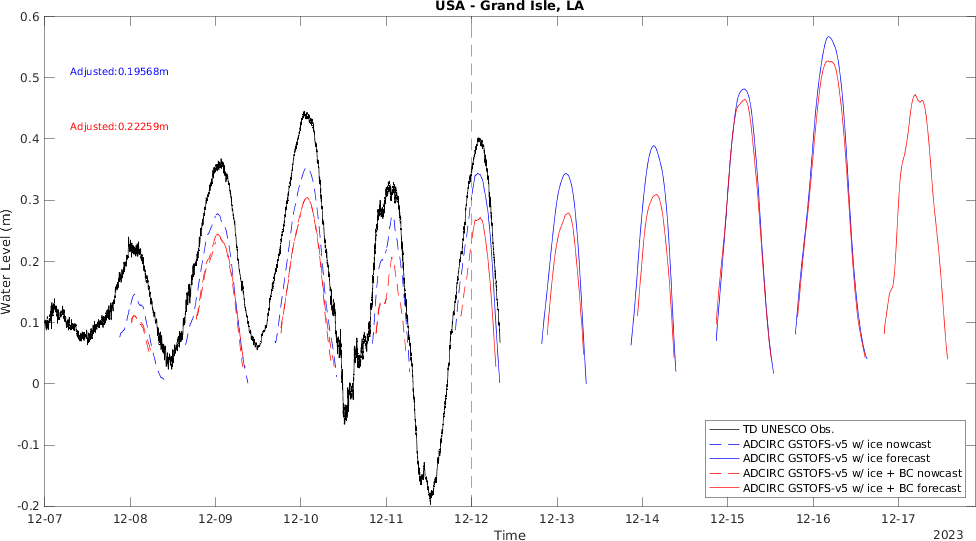 USA - Grand Isle, LA
0.6
0.5
0.4
0.3
0.2
0.1
0
-0.1
-0.2
Water Level (m)
Adjusted:0.19568m
Adjusted:0.22259m
TD UNESCO Obs.
ADCIRC GSTOFS-v5 w/ ice nowcast
ADCIRC GSTOFS-v5 w/ ice forecast
ADCIRC GSTOFS-v5 w/ ice + BC nowcast
ADCIRC GSTOFS-v5 w/ ice + BC forecast
12-07 12-08 12-09 12-10 12-11 12-12 12-13 12-14 12-15 12-16 12-17
Time
2023